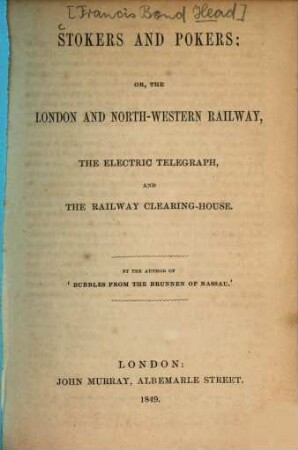 [Francis Bond Head]
STOKERS AND POKERS:
OR, THE
LONDON AND NORTH-WESTERN RAILWAY,
THE ELECTRIC TELEGRAPH,
AND
THE RAILWAY CLEARING-HOUSE.
BY THE AUTHOR OF
'BUBBLES FROM THE BRUNNEN OF NASSAU.'
LONDON:
JOHN MURRAY, ALBEMARLE STREET.
1849.